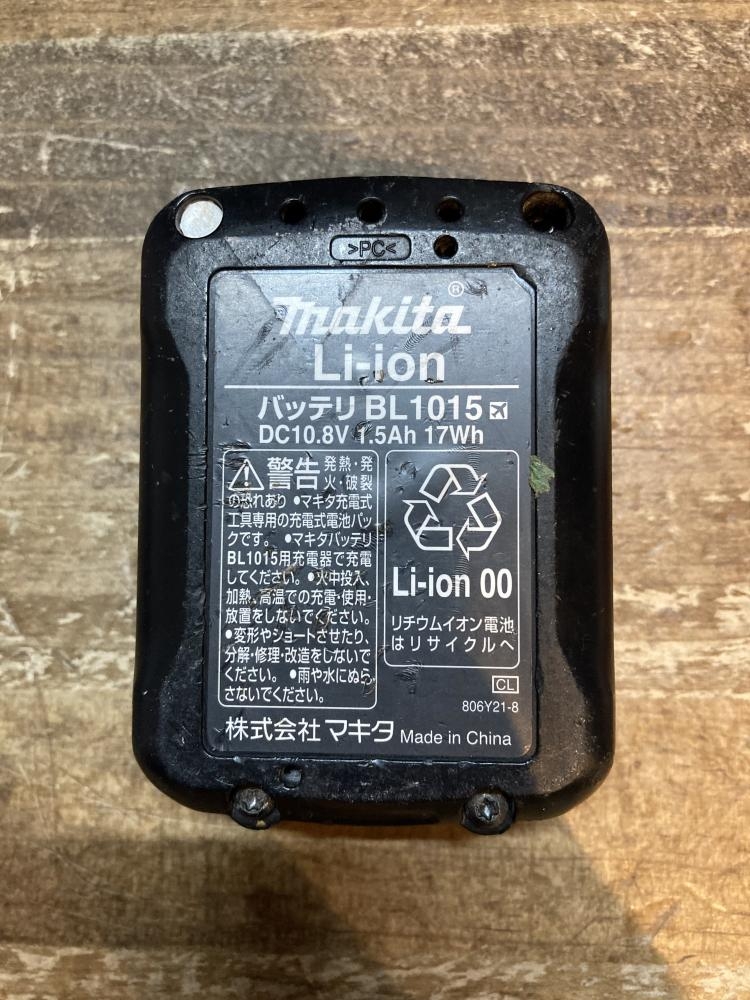 >PC<
makita®
Li-ion
バッテリ BL1015
DC10.8V 1.5Ah 17Wh
警告 発熱・発
火・破裂
の恐れあり •マキタ充電式
工具専用の充電式電池パッ
クです。 •マキタバッテリ
BL1015用充電器で充電
してください。 •火中投入、
加熱、高温での充電・使用・
放置をしないでください。
•変形やショートさせたり、
分解・修理・改造をしないで
ください。 •雨や水にぬら
さないでください。
Li-ion 00
リチウムイオン電池
はリサイクルへ
CL
806Y21-8
株式会社 マキタ Made in China